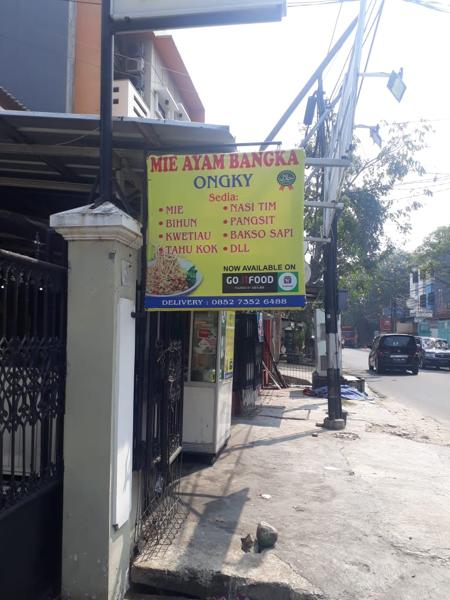 MIE AYAM BANGKA
ONGKY
Sedia:
• MIE
• BIHUN
• KWETIAU
• TAHU KOK
• NASI TIM
• PANGSIT
• BAKSO SAPI
• DLL
NOW AVAILABLE ON
GO FOOD
DELIVERY : 0852 7352 6488